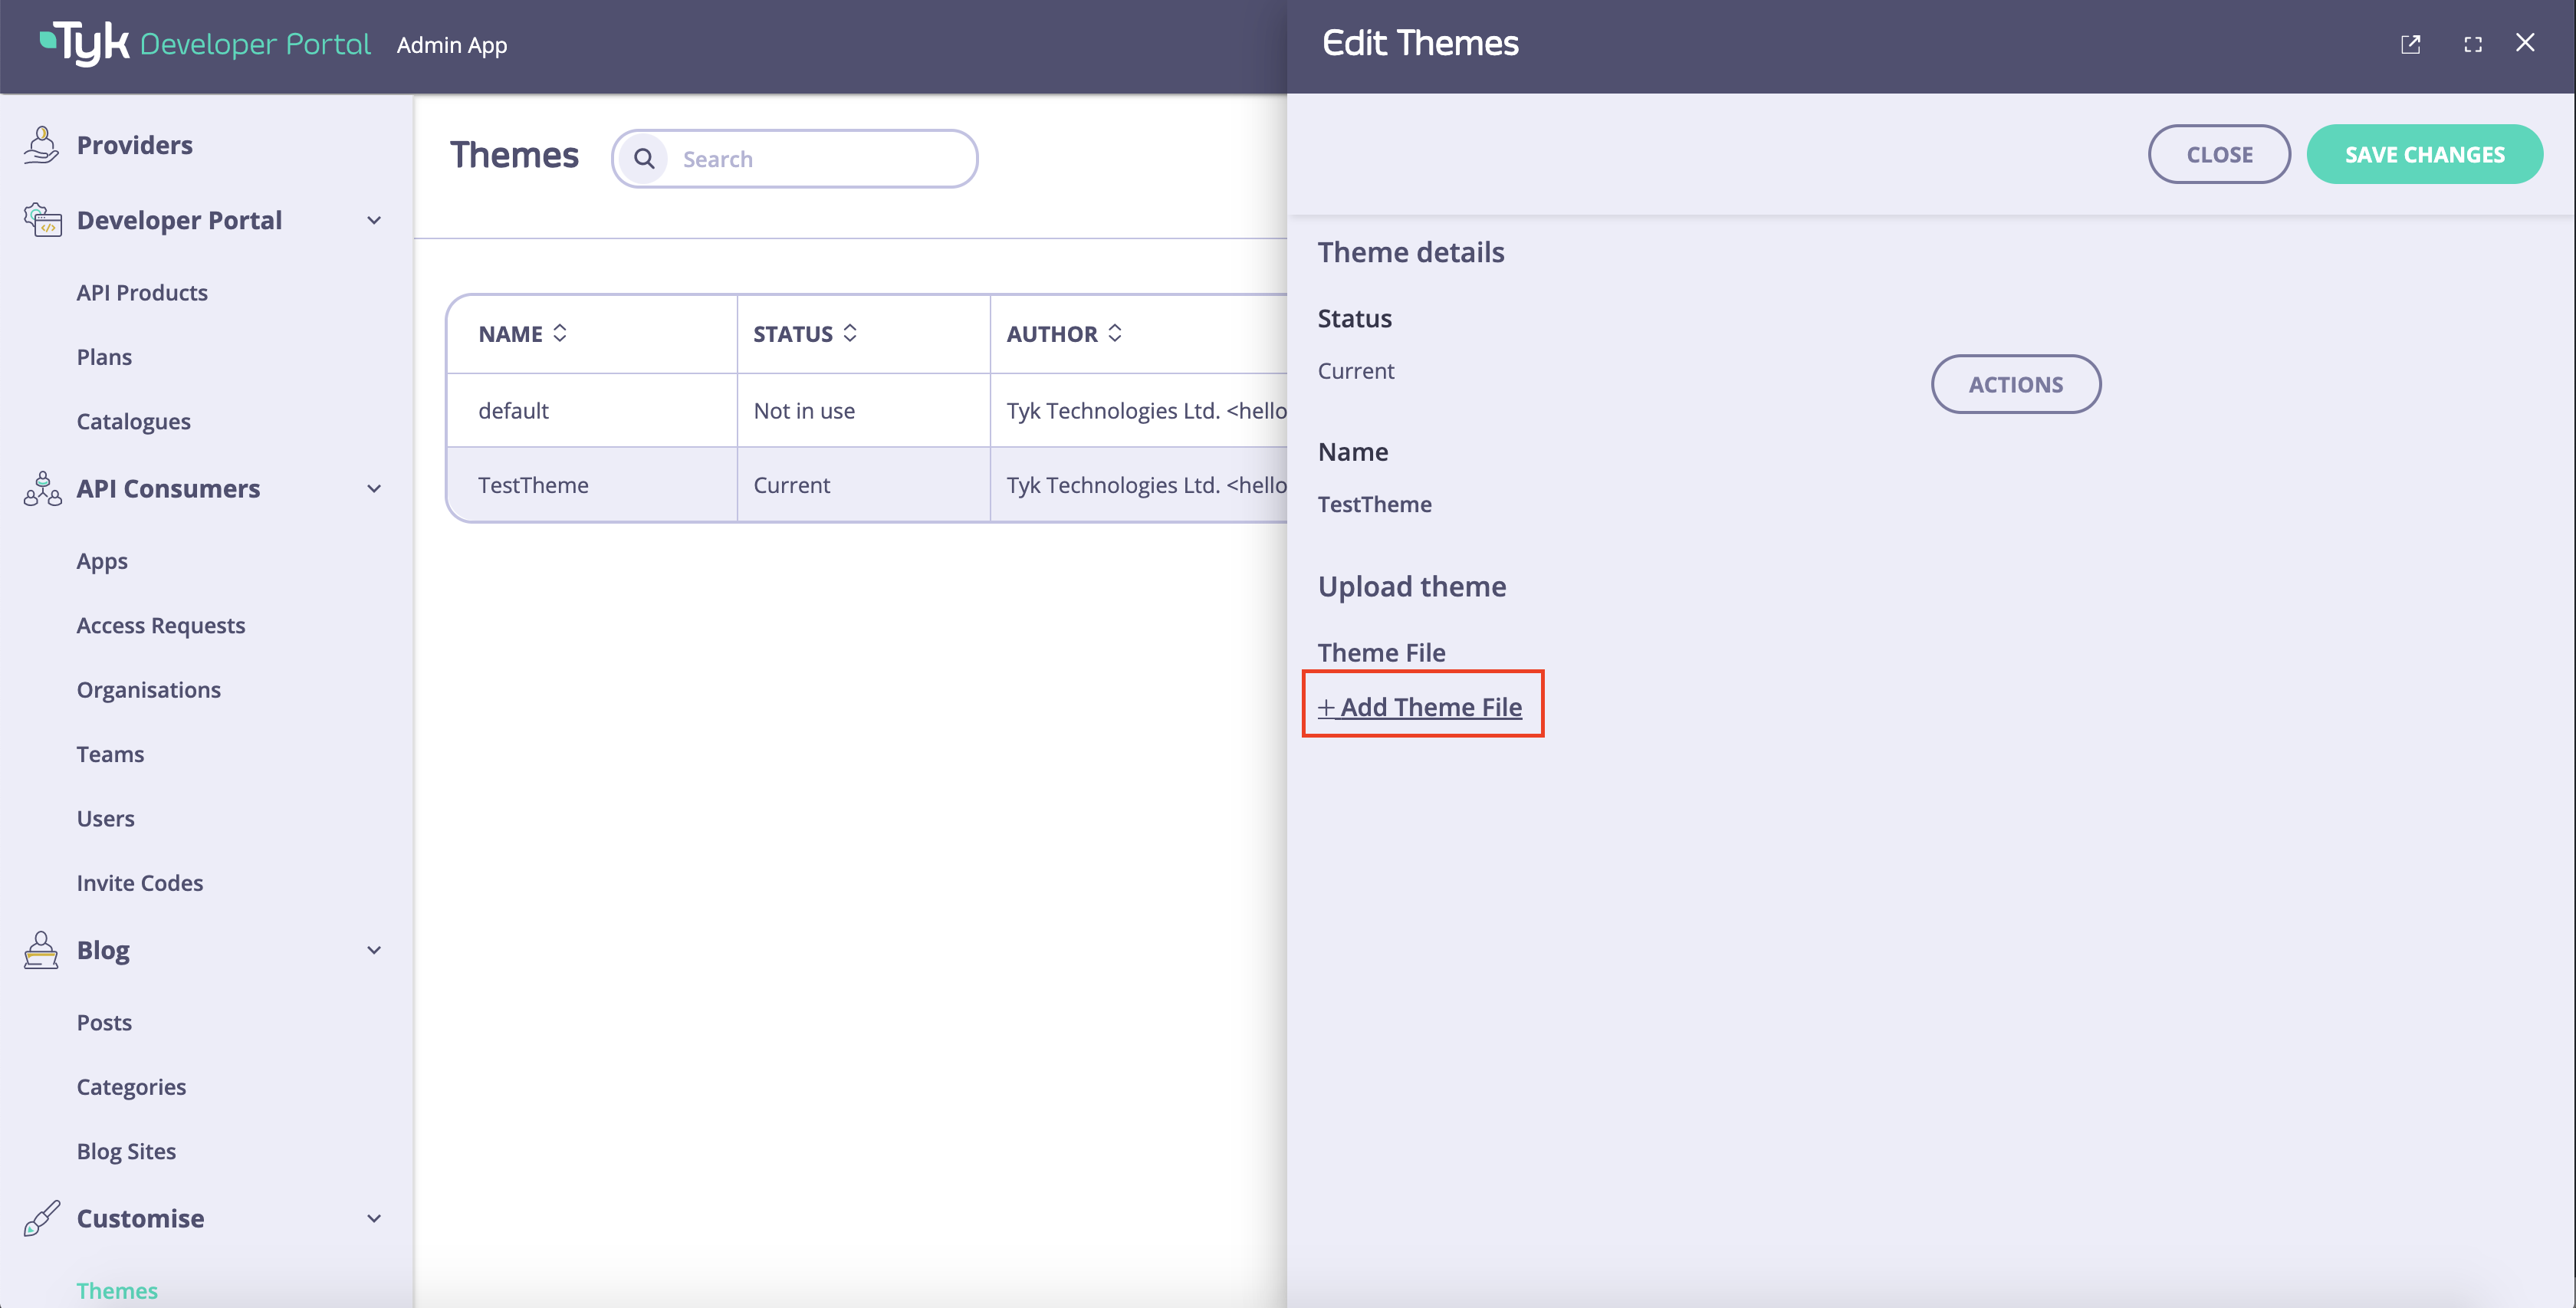 Tyk Developer Portal Admin App
Providers
Developer Portal
API Products
Plans
Catalogues
API Consumers
Apps
Access Requests
Organisations
Teams
Users
Invite Codes
Blog
Posts
Categories
Blog Sites
Customise
Themes
Themes
Search
NAME STATUS AUTHOR
default Not in use Tyk Technologies Ltd. <hello
TestTheme Current Tyk Technologies Ltd. <hello
Edit Themes
CLOSE SAVE CHANGES
Theme details
Status
Current
ACTIONS
Name
TestTheme
Upload theme
Theme File
+ Add Theme File